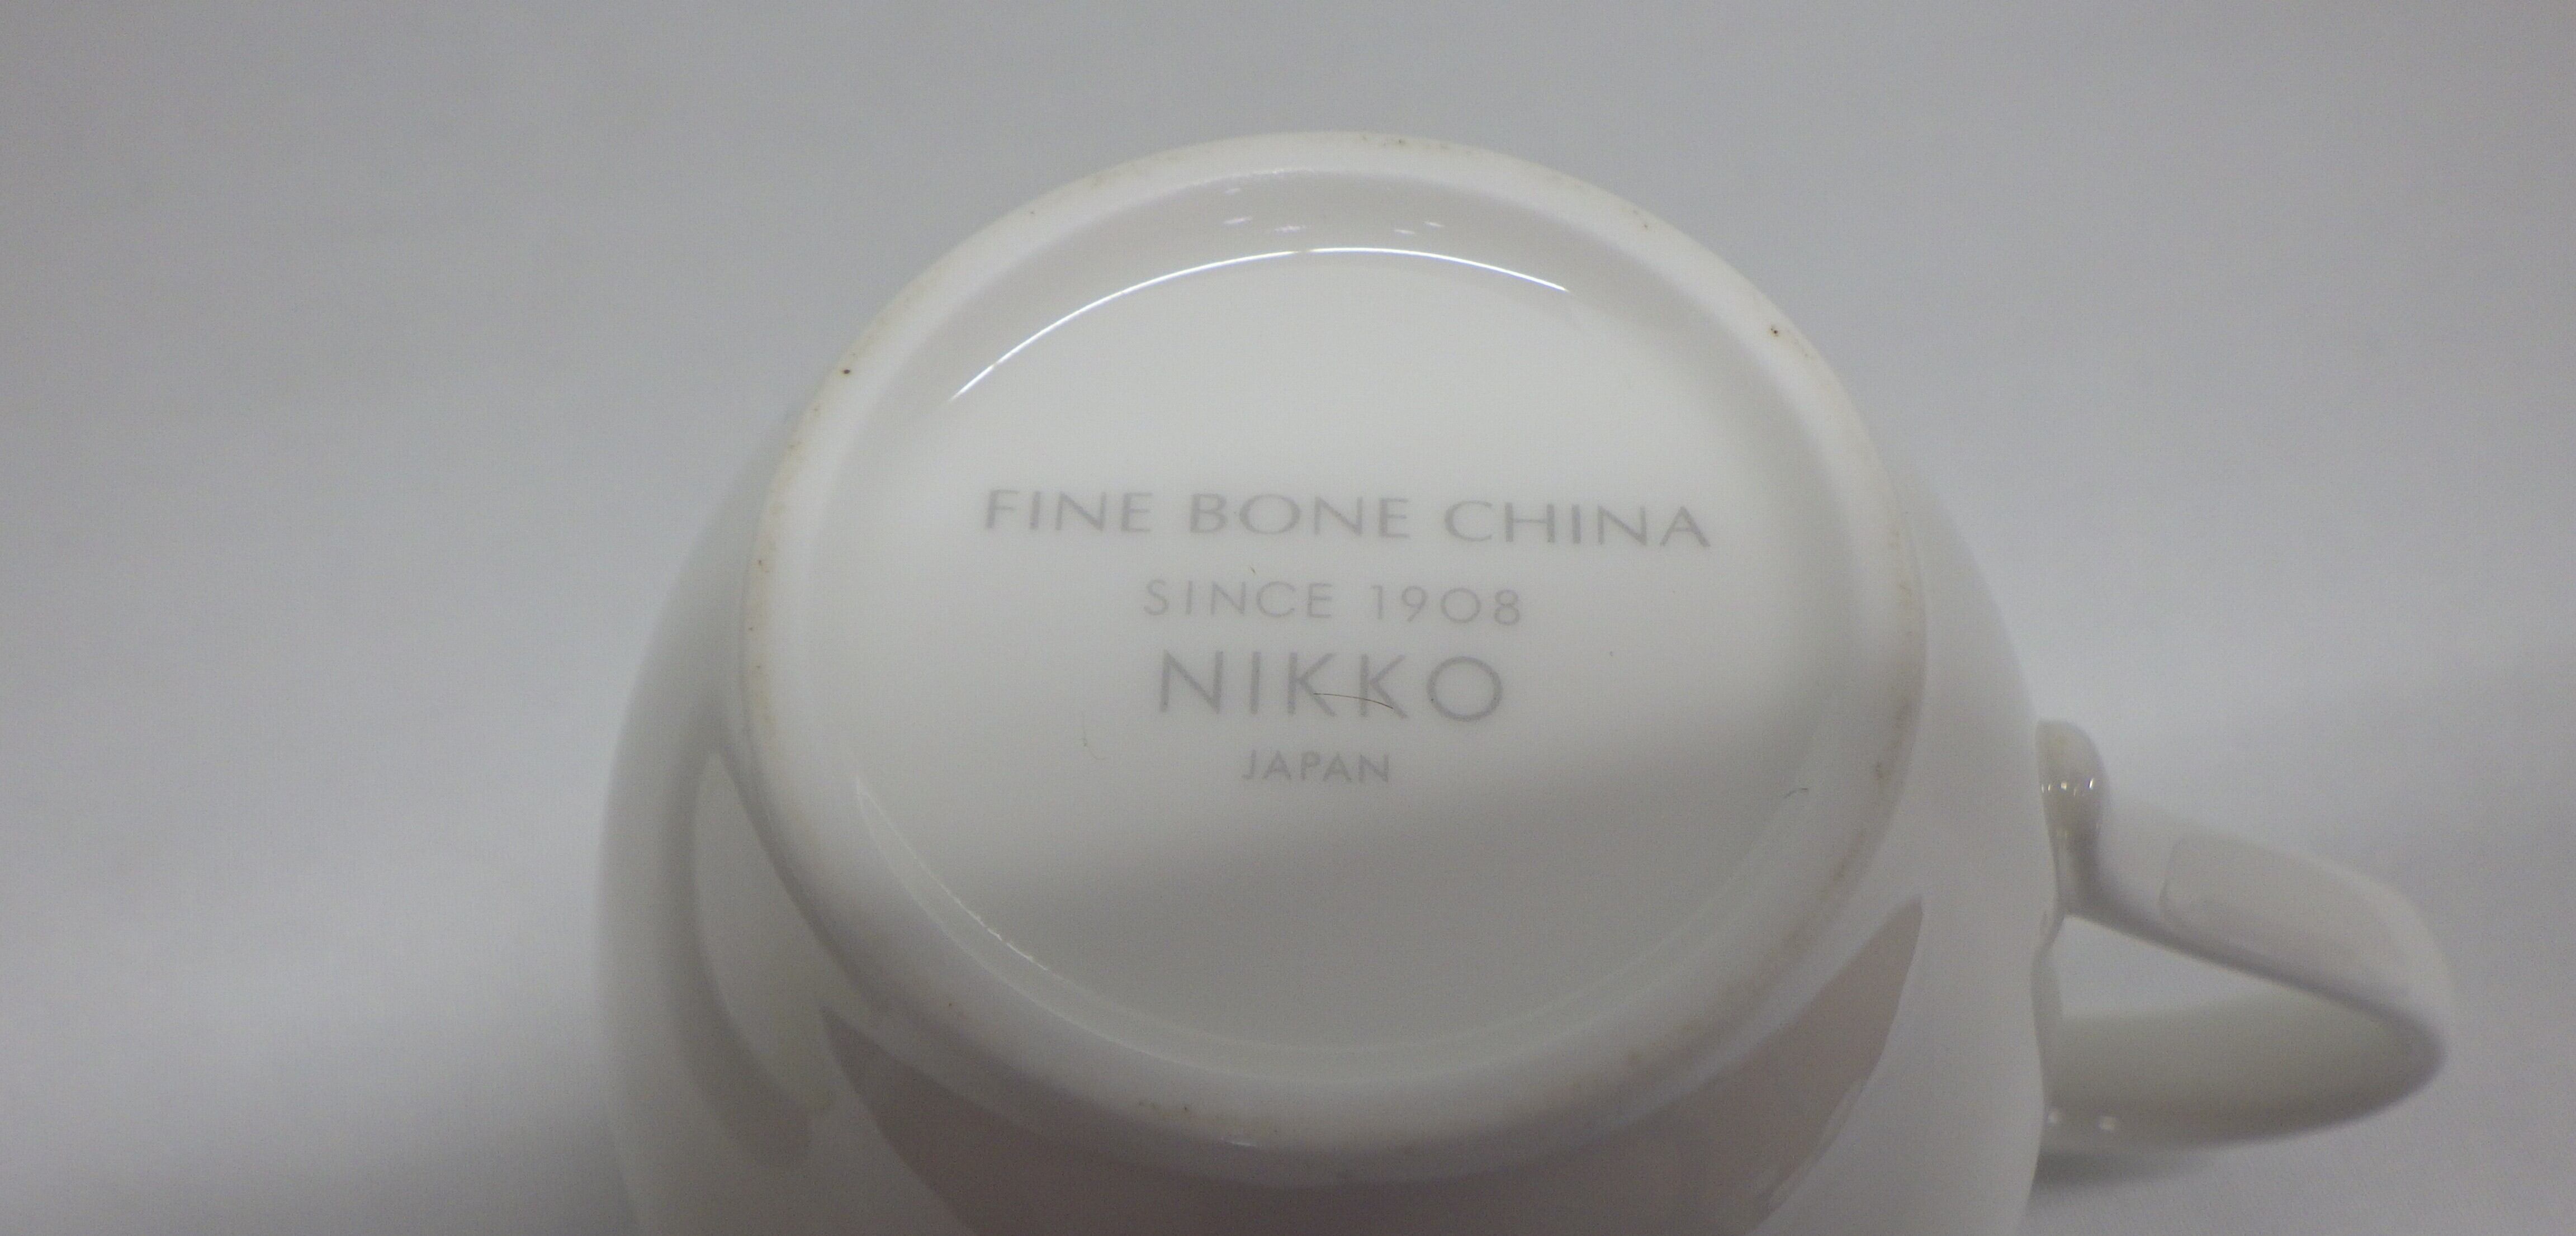 FINE BONE CHINA
SINCE 1908
NIKKO
JAPAN